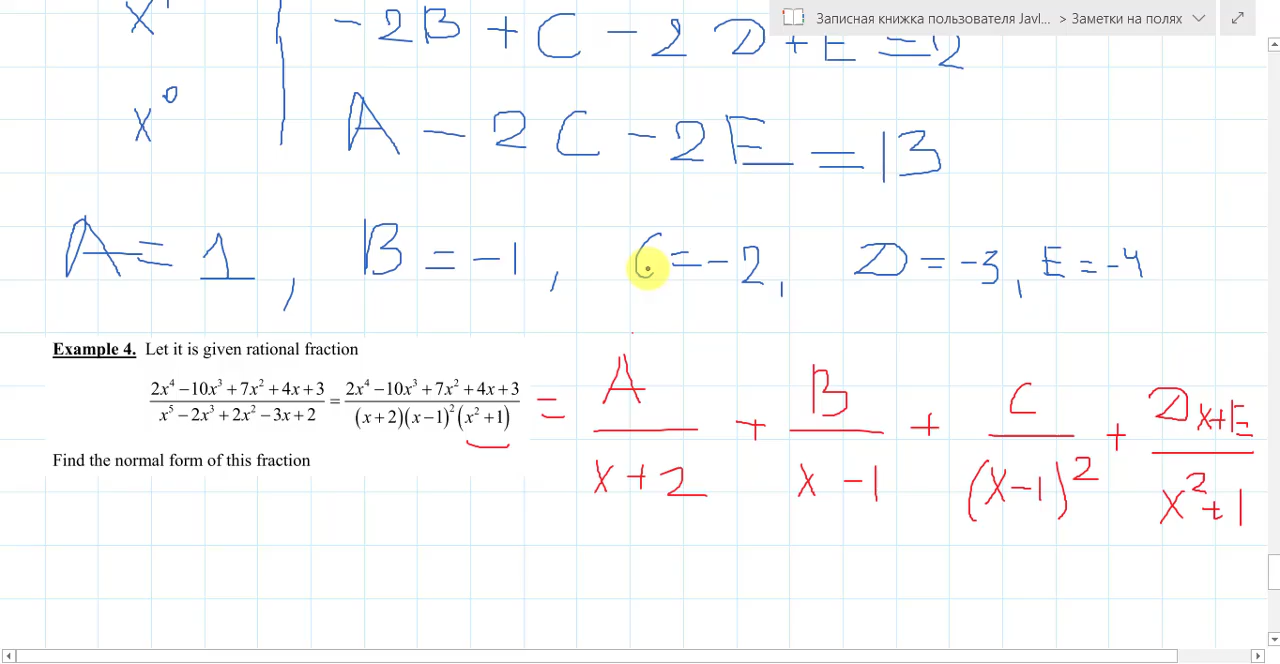 Записная книжка пользователя Javl... > Заметки на полях
x¹ | -2B + C - 2D + E = 2
x⁰ | A - 2C - 2E = 13
A = 1, B = -1, C = -2, D = -3, E = -4
Example 4. Let it is given rational fraction
(2x⁴ - 10x³ + 7x² + 4x + 3)/(x⁵ - 2x³ + 2x² - 3x + 2) = (2x⁴ - 10x³ + 7x² + 4x + 3)/((x + 2)(x - 1)²(x² + 1)) = A/(x + 2) + B/(x - 1) + C/(x - 1)² + (Dx + E)/(x² + 1)
Find the normal form of this fraction